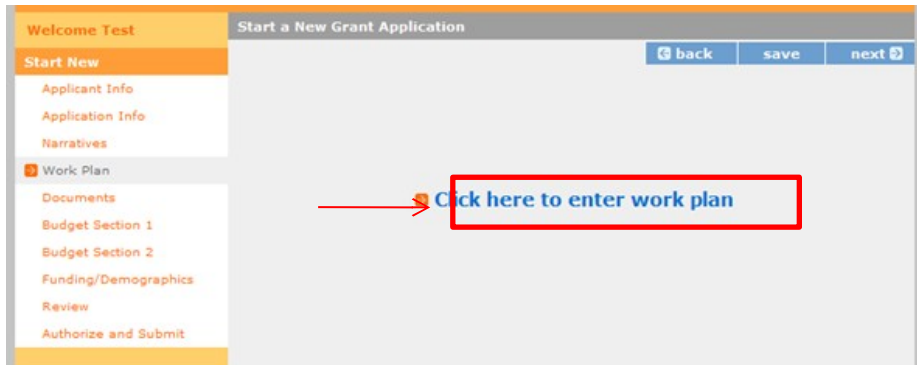 Welcome Test
Start a New Grant Application
Start New
back save next
Applicant Info
Application Info
Narratives
Work Plan
Click here to enter work plan
Documents
Budget Section 1
Budget Section 2
Funding/Demographics
Review
Authorize and Submit